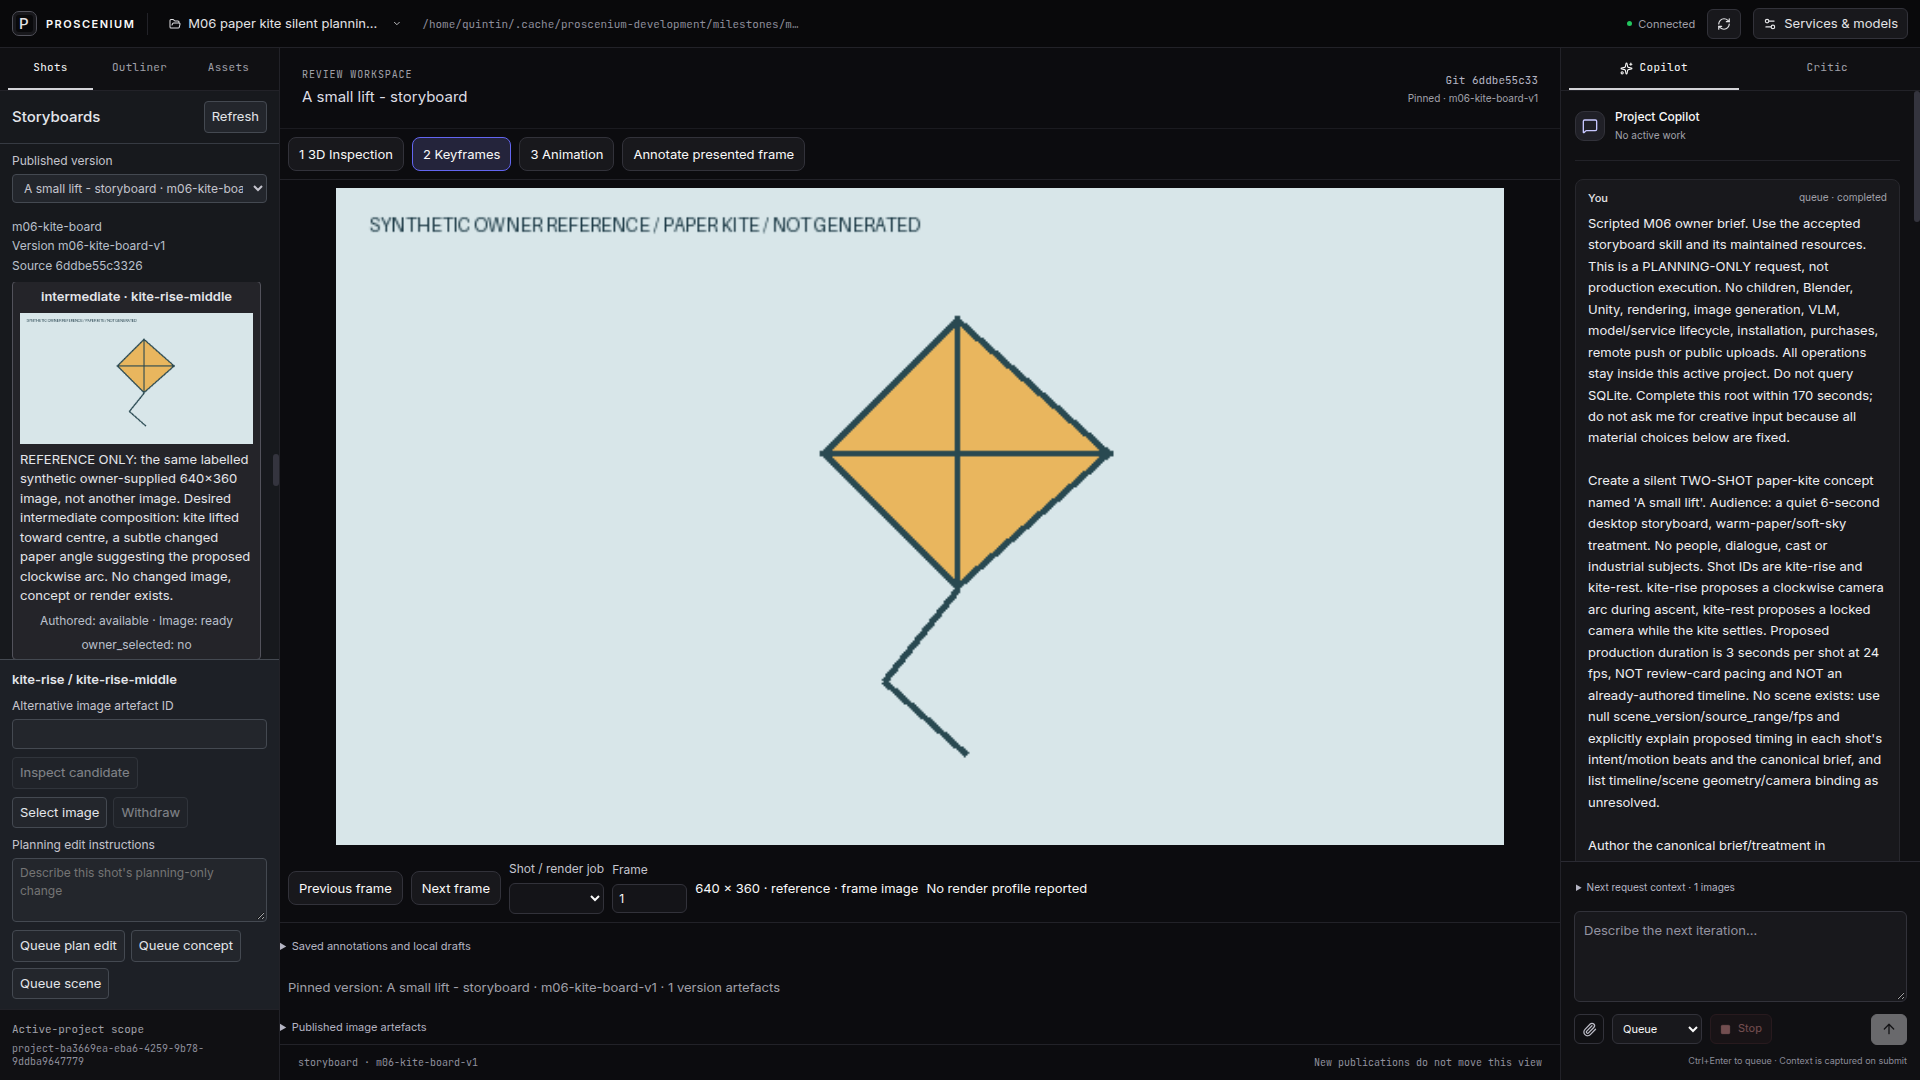 P PROSCENIUM
M06 paper kite silent plannin...
/home/quintin/.cache/proscenium-development/milestones/m…
Connected
Services & models
Shots
Outliner
Assets
Storyboards
Refresh
Published version
A small lift - storyboard · m06-kite-boa
m06-kite-board
Version m06-kite-board-v1
Source 6ddbe55c3326
intermediate · kite-rise-middle
SYNTHETIC OWNER REFERENCE / PAPER KITE / NOT GENERATED
REFERENCE ONLY: the same labelled
synthetic owner-supplied 640×360
image, not another image. Desired
intermediate composition: kite lifted
toward centre, a subtle changed
paper angle suggesting the proposed
clockwise arc. No changed image,
concept or render exists.
Authored: available · Image: ready
owner_selected: no
kite-rise / kite-rise-middle
Alternative image artefact ID
Inspect candidate
Select image
Withdraw
Planning edit instructions
Describe this shot's planning-only
change
Queue plan edit
Queue concept
Queue scene
Active-project scope
project-ba3669ea-eba6-4259-9b78-
9ddba9647779
REVIEW WORKSPACE
A small lift - storyboard
Git 6ddbe55c33
Pinned · m06-kite-board-v1
1 3D Inspection
2 Keyframes
3 Animation
Annotate presented frame
SYNTHETIC OWNER REFERENCE / PAPER KITE / NOT GENERATED
Previous frame
Next frame
Shot / render job
Frame
1
640 × 360 · reference · frame image
No render profile reported
Saved annotations and local drafts
Pinned version: A small lift - storyboard · m06-kite-board-v1 · 1 version artefacts
Published image artefacts
storyboard · m06-kite-board-v1
New publications do not move this view
Copilot
Critic
Project Copilot
No active work
You
queue · completed
Scripted M06 owner brief. Use the accepted
storyboard skill and its maintained resources.
This is a PLANNING-ONLY request, not
production execution. No children, Blender,
Unity, rendering, image generation, VLM,
model/service lifecycle, installation, purchases,
remote push or public uploads. All operations
stay inside this active project. Do not query
SQLite. Complete this root within 170 seconds;
do not ask me for creative input because all
material choices below are fixed.
Create a silent TWO-SHOT paper-kite concept
named 'A small lift'. Audience: a quiet 6-second
desktop storyboard, warm-paper/soft-sky
treatment. No people, dialogue, cast or
industrial subjects. Shot IDs are kite-rise and
kite-rest. kite-rise proposes a clockwise camera
arc during ascent, kite-rest proposes a locked
camera while the kite settles. Proposed
production duration is 3 seconds per shot at 24
fps, NOT review-card pacing and NOT an
already-authored timeline. No scene exists: use
null scene_version/source_range/fps and
explicitly explain proposed timing in each shot's
intent/motion beats and the canonical brief, and
list timeline/scene geometry/camera binding as
unresolved.
Author the canonical brief/treatment in
Next request context · 1 images
Describe the next iteration...
Queue
Stop
Ctrl+Enter to queue · Context is captured on submit